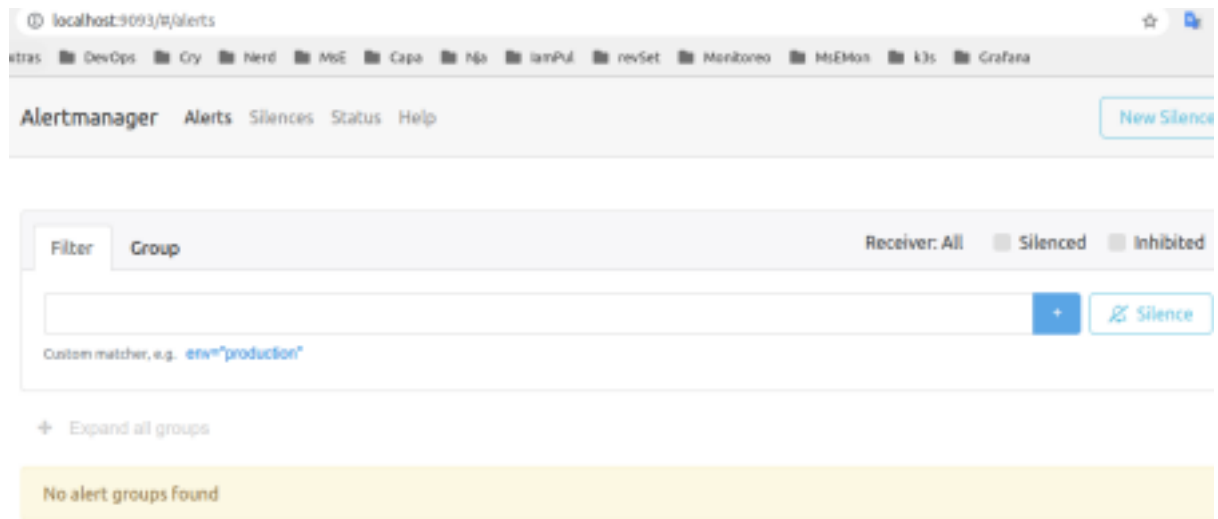 localhost:9093/#/alerts
xtras DevOps Cry Nerd MsE Capa Nja IamPul revSet Monitoreo MsEMon k3s Grafana
Alertmanager Alerts Silences Status Help New Silence
Filter Group Receiver: All Silenced Inhibited
+ Silence
Custom matcher, e.g. env="production"
+ Expand all groups
No alert groups found